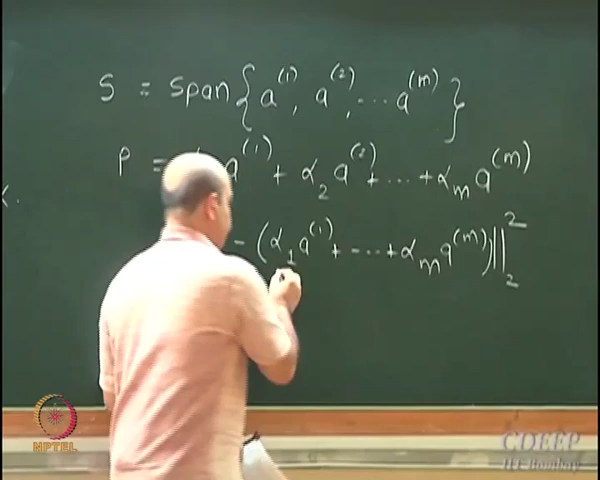 S = span { a^(1), a^(2), ... a^(m) }
P = a^(1) + α_2 a^(2) + ... + α_m a^(m)
- (α_1 a^(1) + ... + α_m a^(m)) ||_2^2
NPTEL
CDEEP
IIT Bombay